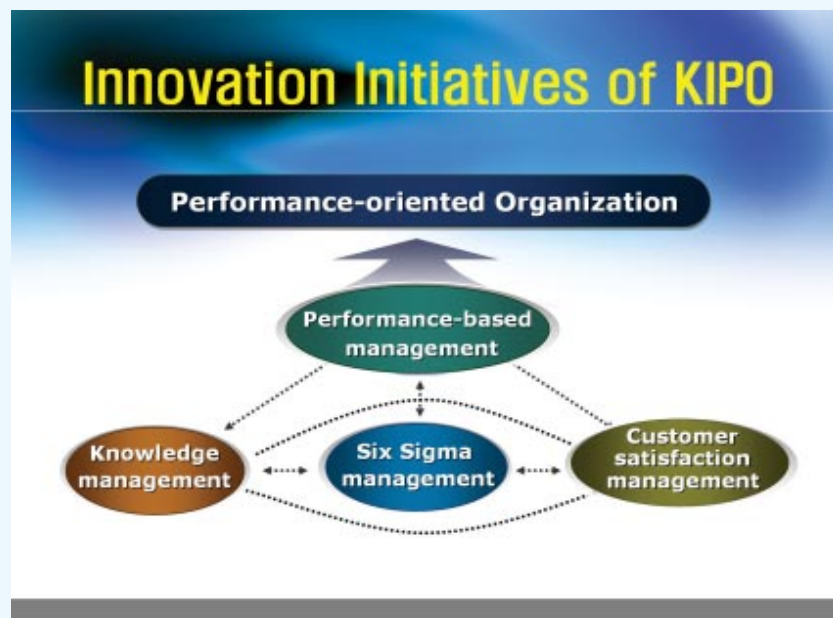 Innovation Initiatives of KIPO
Performance-oriented Organization
Performance-based
management
Knowledge
management
Six Sigma
management
Customer
satisfaction
management